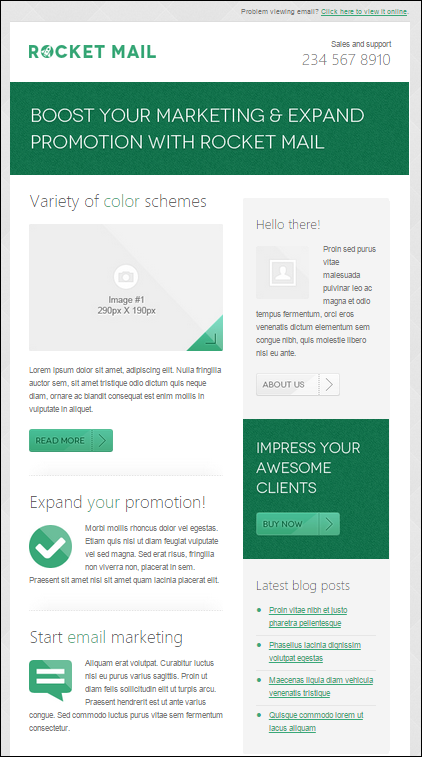 Problem viewing email? Click here to view it online.
ROCKET MAIL
Sales and support
234 567 8910
BOOST YOUR MARKETING & EXPAND
PROMOTION WITH ROCKET MAIL
Variety of color schemes
Image #1
290px X 190px
Lorem ipsum dolor sit amet, adipiscing elit. Nulla fringilla
auctor sem, sit amet tristique odio dictum quis neque
diam, ornare ac blandit consequat est enim mollis in
vulputate in aliquet.
READ MORE
Expand your promotion!
Morbi mollis rhoncus dolor vel egestas.
Etiam quis nisl ut diam feugiat vulputate
vel sed magna. Sed erat risus, fringilla
non viverra non, placerat in sem.
Praesent sit amet nisl sit amet quam lacinia placerat elit.
Start email marketing
Aliquam erat volutpat. Curabitur luctus
nisl eu purus varius sagittis. Proin ut
diam felis sollicitudin elit ut turpis arcu.
Praesent hendrerit est ut ante varius
congue. Sed commodo luctus purus vitae sem fermentum
consectetur.
Hello there!
Proin sed purus
vitae
malesuada
pulvinar leo ac
magna et odio
tempus fermentum, orci eros
venenatis dictum elementum sem
congue nibh, quis molestie libero
nisl eu ante.
ABOUT US
IMPRESS YOUR
AWESOME
CLIENTS
BUY NOW
Latest blog posts
Proin vitae nibh et justo
pharetra pellentesque
Phasellus lacinia dignissim
volutpat egestas
Maecenas liquia diam vehicula
venenatis tristique
Quisque commodo lorem ut
lacus aliquam